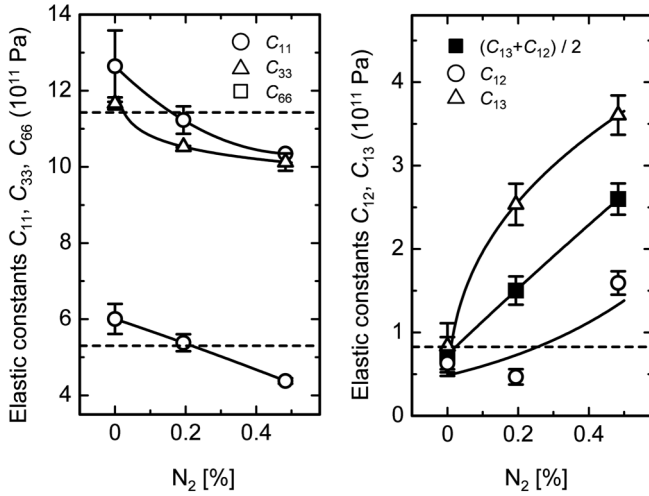 Elastic constants C11, C33, C66 (10^11 Pa)
14
12
10
8
6
4
C11
C33
C66
0
0.2
0.4
N2 [%]
Elastic constants C12, C13 (10^11 Pa)
4
3
2
1
0
(C13+C12) / 2
C12
C13
0
0.2
0.4
N2 [%]